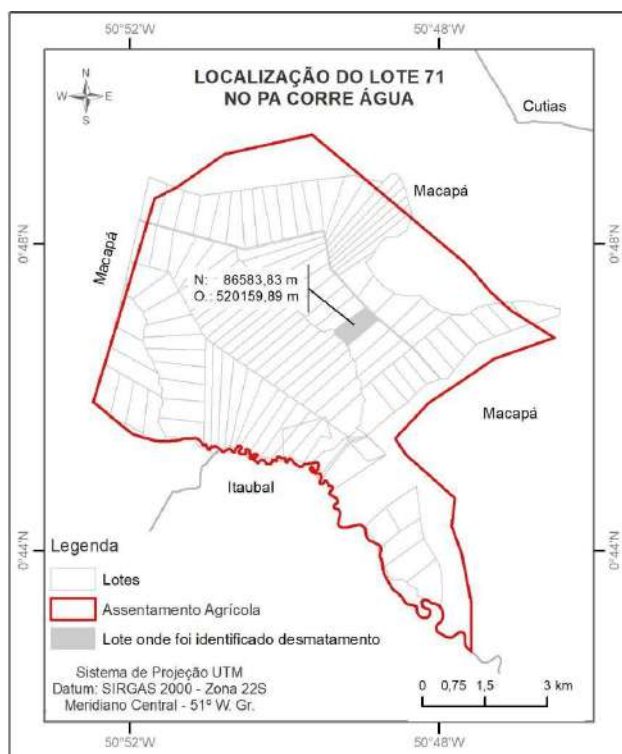 50°52'W 50°48'W
LOCALIZAÇÃO DO LOTE 71
NO PA CORRE ÁGUA
N
W E
S
Cutias
Macapá
0°48'N 0°48'N
Macapá
N: 86583,83 m
O.: 520159,89 m
Macapá
Itaubal
0°44'N 0°44'N
Legenda
Lotes
Assentamento Agrícola
Lote onde foi identificado desmatamento
Sistema de Projeção UTM
Datum: SIRGAS 2000 - Zona 22S
Meridiano Central - 51º W. Gr.
0 0,75 1,5 3 km
50°52'W 50°48'W